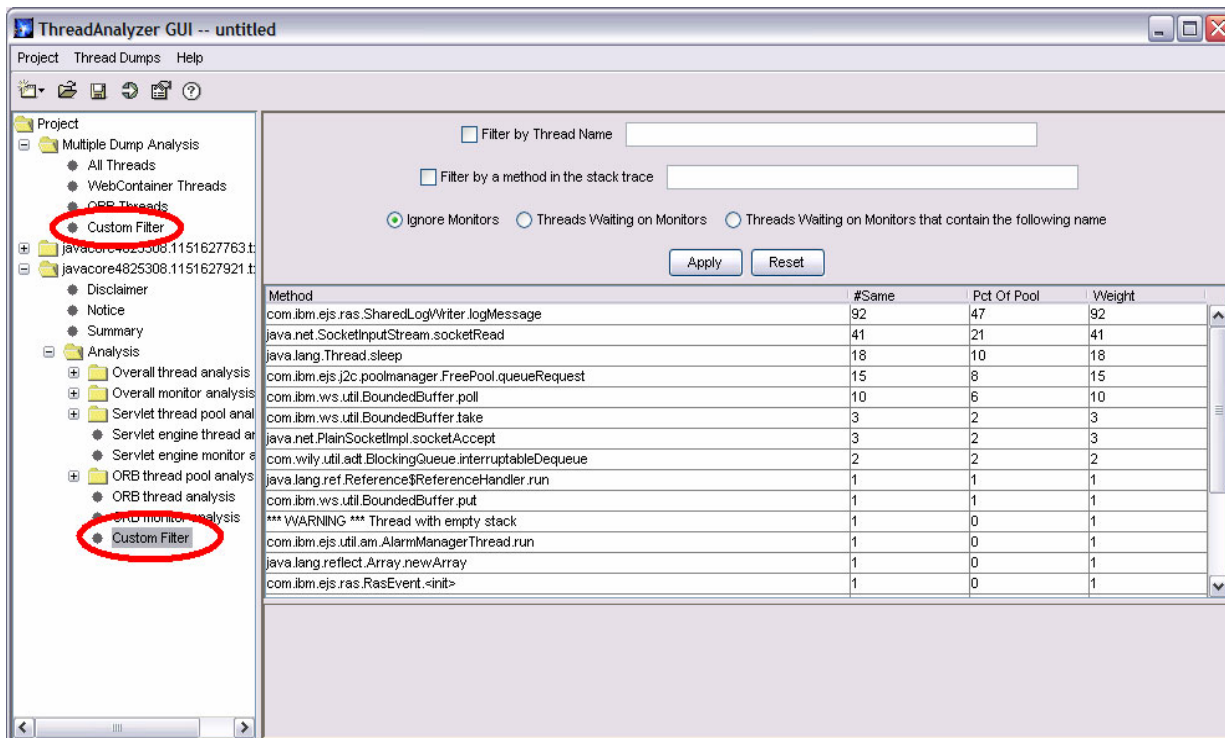 ThreadAnalyzer GUI -- untitled
Project Thread Dumps Help
Project
Multiple Dump Analysis
All Threads
WebContainer Threads
ORB Threads
Custom Filter
javacore4825308.1151627763.t
javacore4825308.1151627921.t
Disclaimer
Notice
Summary
Analysis
Overall thread analysis
Overall monitor analysis
Servlet thread pool anal
Servlet engine thread ar
Servlet engine monitor a
ORB thread pool analys
ORB thread analysis
ORB monitor analysis
Custom Filter
Filter by Thread Name
Filter by a method in the stack trace
Ignore Monitors Threads Waiting on Monitors Threads Waiting on Monitors that contain the following name
Apply Reset
Method #Same Pct Of Pool Weight
com.ibm.ejs.ras.SharedLogWriter.logMessage 92 47 92
java.net.SocketInputStream.socketRead 41 21 41
java.lang.Thread.sleep 18 10 18
com.ibm.ejs.j2c.poolmanager.FreePool.queueRequest 15 8 15
com.ibm.ws.util.BoundedBuffer.poll 10 6 10
com.ibm.ws.util.BoundedBuffer.take 3 2 3
java.net.PlainSocketImpl.socketAccept 3 2 3
com.wily.util.adt.BlockingQueue.interruptableDequeue 2 2 2
java.lang.ref.Reference$ReferenceHandler.run 1 1 1
com.ibm.ws.util.BoundedBuffer.put 1 1 1
*** WARNING *** Thread with empty stack 1 0 1
com.ibm.ejs.util.am.AlarmManagerThread.run 1 0 1
java.lang.reflect.Array.newArray 1 0 1
com.ibm.ejs.ras.RasEvent.<init> 1 0 1